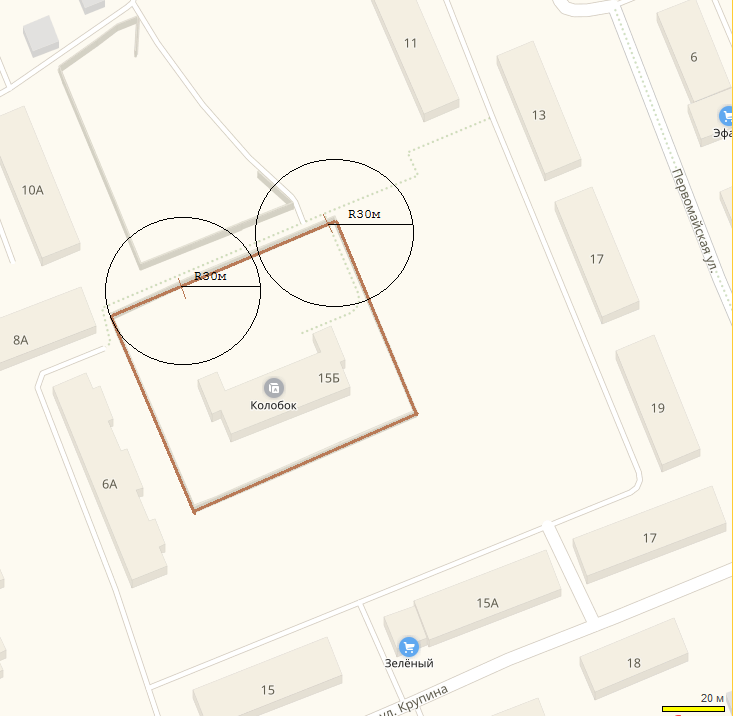 11
6
13
Эфа
10А
Первомайская ул.
R30м
17
R30м
8А
15Б
Колобок
19
6А
17
15А
Зелёный
18
15
ул. Крупина
20 м